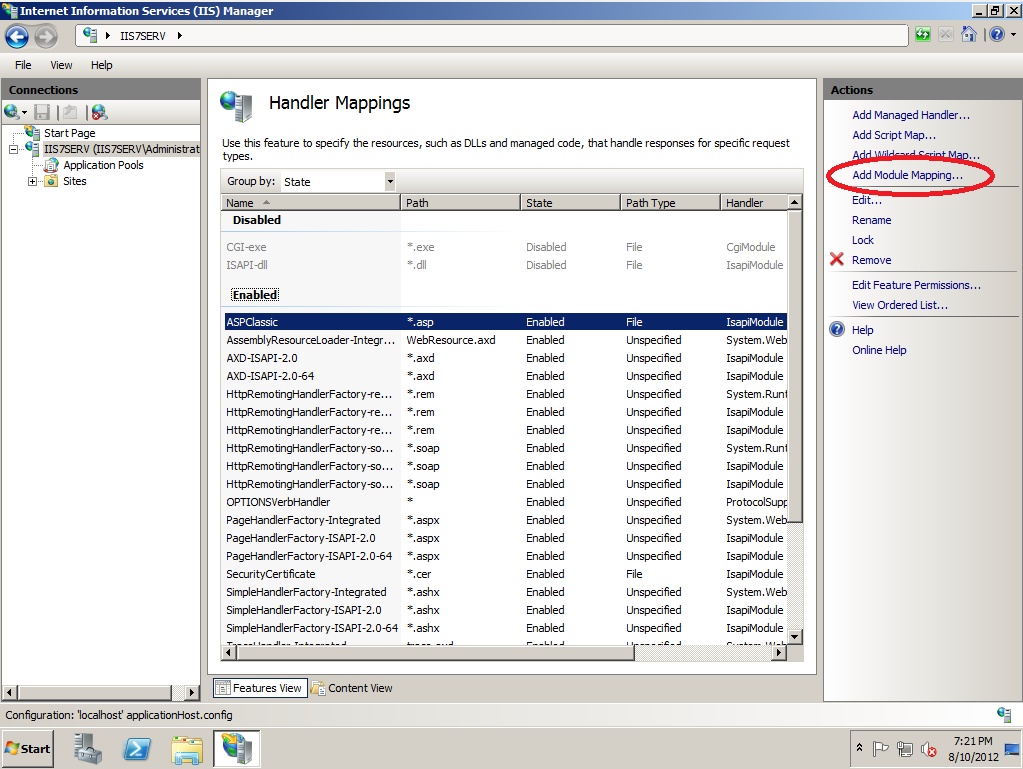 Internet Information Services (IIS) Manager
IIS7SERV
File View Help
Connections
Start Page
IIS7SERV (IIS7SERV\Administrat
Application Pools
Sites
Handler Mappings
Use this feature to specify the resources, such as DLLs and managed code, that handle responses for specific request
types.
Group by: State
Name Path State Path Type Handler
Disabled
CGI-exe *.exe Disabled File CgiModule
ISAPI-dll *.dll Disabled File IsapiModule
Enabled
ASPClassic *.asp Enabled File IsapiModule
AssemblyResourceLoader-Integr... WebResource.axd Enabled Unspecified System.Web
AXD-ISAPI-2.0 *.axd Enabled Unspecified IsapiModule
AXD-ISAPI-2.0-64 *.axd Enabled Unspecified IsapiModule
HttpRemotingHandlerFactory-re... *.rem Enabled Unspecified System.Runt
HttpRemotingHandlerFactory-re... *.rem Enabled Unspecified IsapiModule
HttpRemotingHandlerFactory-re... *.rem Enabled Unspecified IsapiModule
HttpRemotingHandlerFactory-so... *.soap Enabled Unspecified System.Runt
HttpRemotingHandlerFactory-so... *.soap Enabled Unspecified IsapiModule
HttpRemotingHandlerFactory-so... *.soap Enabled Unspecified IsapiModule
OPTIONSVerbHandler * Enabled Unspecified ProtocolSupp
PageHandlerFactory-Integrated *.aspx Enabled Unspecified System.Web
PageHandlerFactory-ISAPI-2.0 *.aspx Enabled Unspecified IsapiModule
PageHandlerFactory-ISAPI-2.0-64 *.aspx Enabled Unspecified IsapiModule
SecurityCertificate *.cer Enabled File IsapiModule
SimpleHandlerFactory-Integrated *.ashx Enabled Unspecified System.Web
SimpleHandlerFactory-ISAPI-2.0 *.ashx Enabled Unspecified IsapiModule
SimpleHandlerFactory-ISAPI-2.0-64 *.ashx Enabled Unspecified IsapiModule
TraceHandler-Integrated trace.axd Enabled Unspecified System.Web
Features View Content View
Actions
Add Managed Handler...
Add Script Map...
Add Wildcard Script Map...
Add Module Mapping...
Edit...
Rename
Lock
Remove
Edit Feature Permissions...
View Ordered List...
Help
Online Help
Configuration: 'localhost' applicationHost.config
Start
7:21 PM
8/10/2012